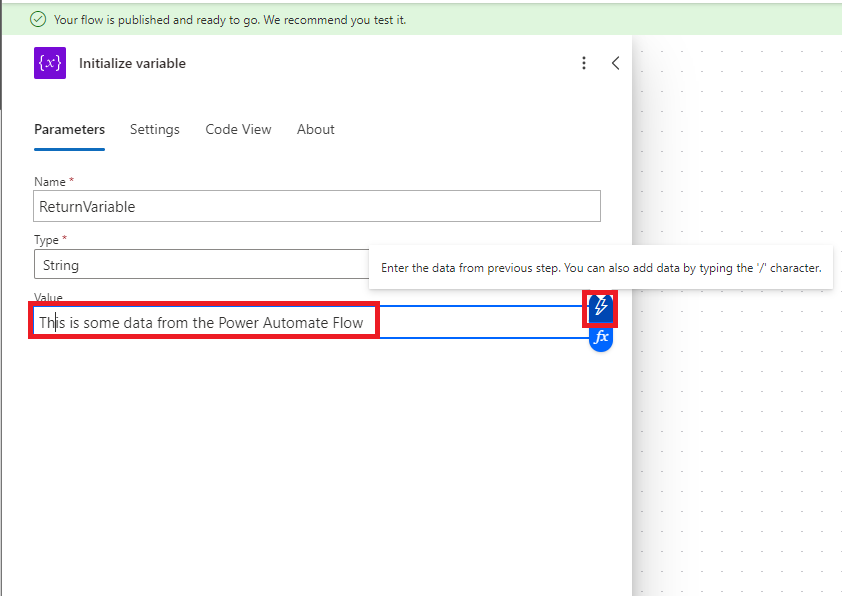 Your flow is published and ready to go. We recommend you test it.
{x} Initialize variable
Parameters Settings Code View About
Name *
ReturnVariable
Type *
String
Enter the data from previous step. You can also add data by typing the '/' character.
Value
This is some data from the Power Automate Flow
fx